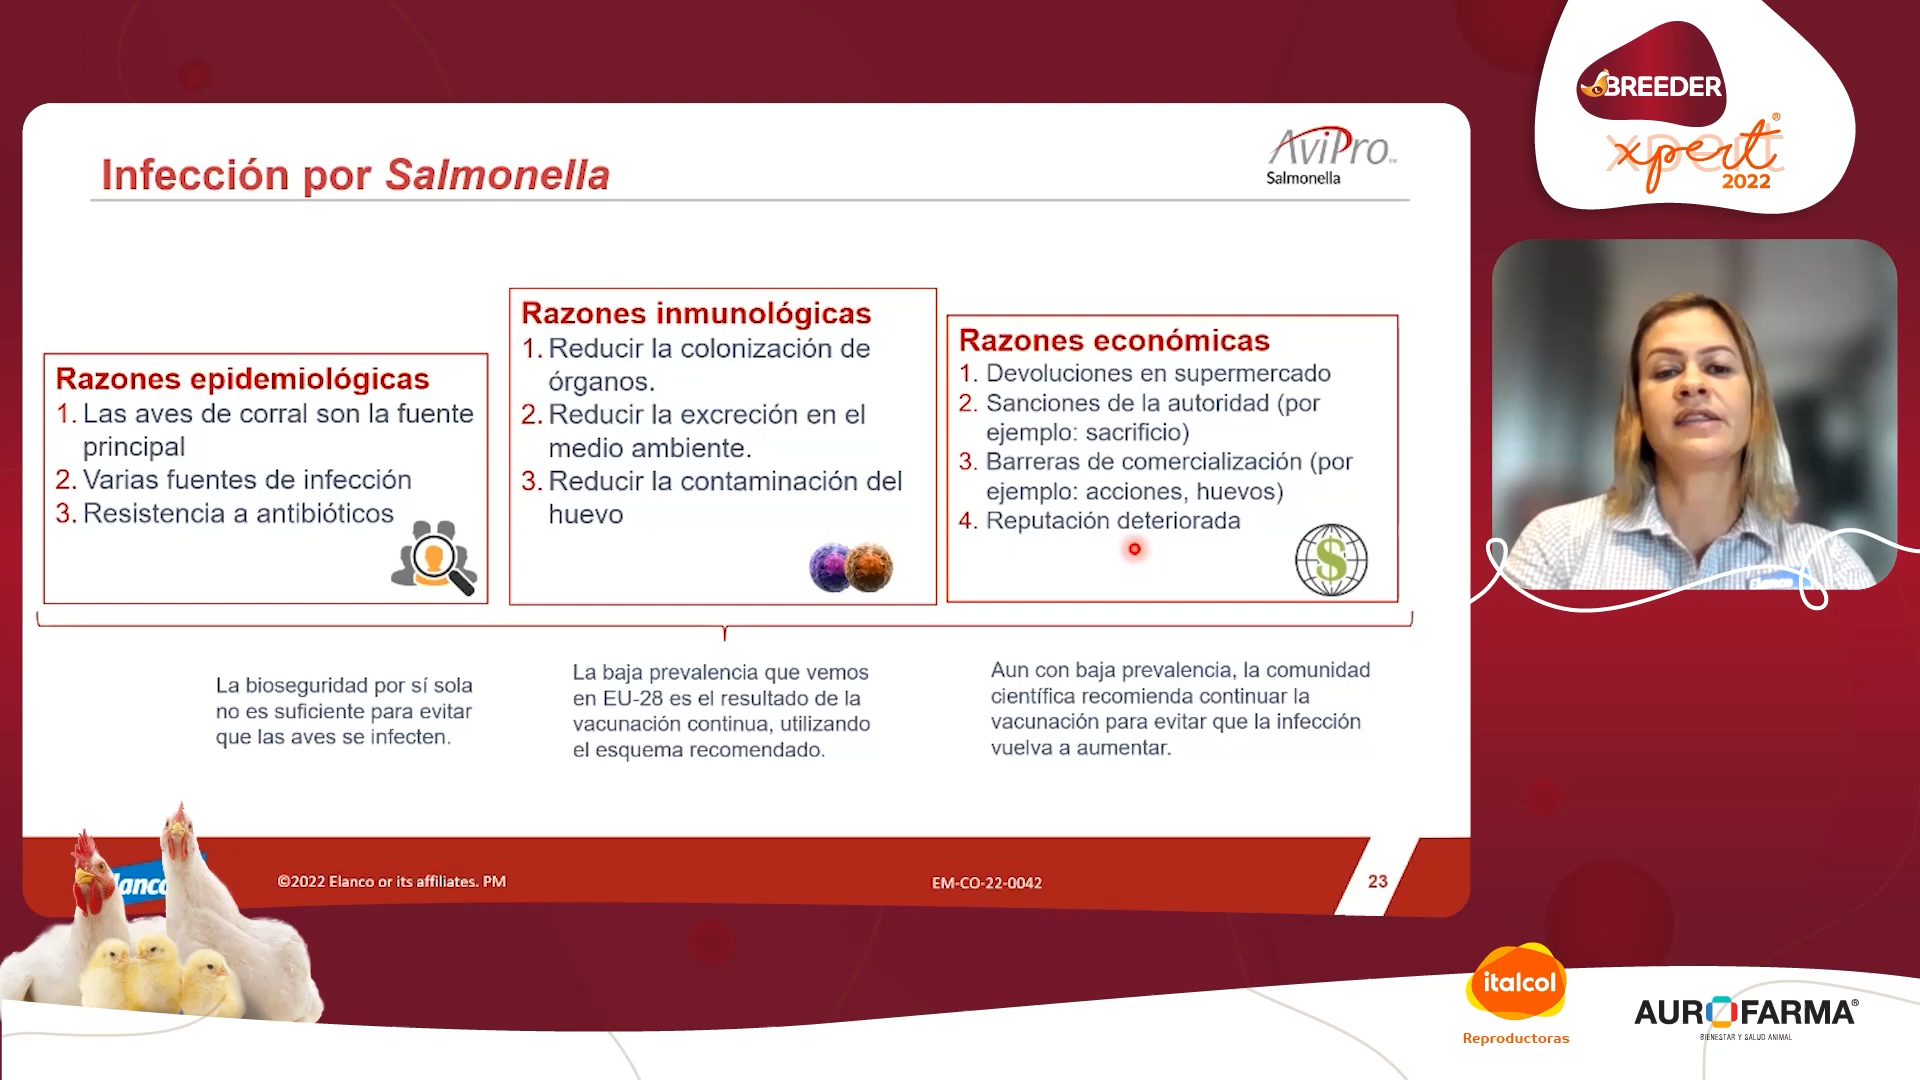 Infección por Salmonella
AviPro
Salmonella
Razones epidemiológicas
1. Las aves de corral son la fuente
principal
2. Varias fuentes de infección
3. Resistencia a antibióticos
Razones inmunológicas
1. Reducir la colonización de
órganos.
2. Reducir la excreción en el
medio ambiente.
3. Reducir la contaminación del
huevo
Razones económicas
1. Devoluciones en supermercado
2. Sanciones de la autoridad (por
ejemplo: sacrificio)
3. Barreras de comercialización (por
ejemplo: acciones, huevos)
4. Reputación deteriorada
$
La bioseguridad por sí sola
no es suficiente para evitar
que las aves se infecten.
La baja prevalencia que vemos
en EU-28 es el resultado de la
vacunación continua, utilizando
el esquema recomendado.
Aun con baja prevalencia, la comunidad
científica recomienda continuar la
vacunación para evitar que la infección
vuelva a aumentar.
lanco
©2022 Elanco or its affiliates. PM
EM-CO-22-0042
23
BREEDER
xpert®
2022
Elanco
italcol
Reproductoras
AUROFARMA®
BIENESTAR Y SALUD ANIMAL